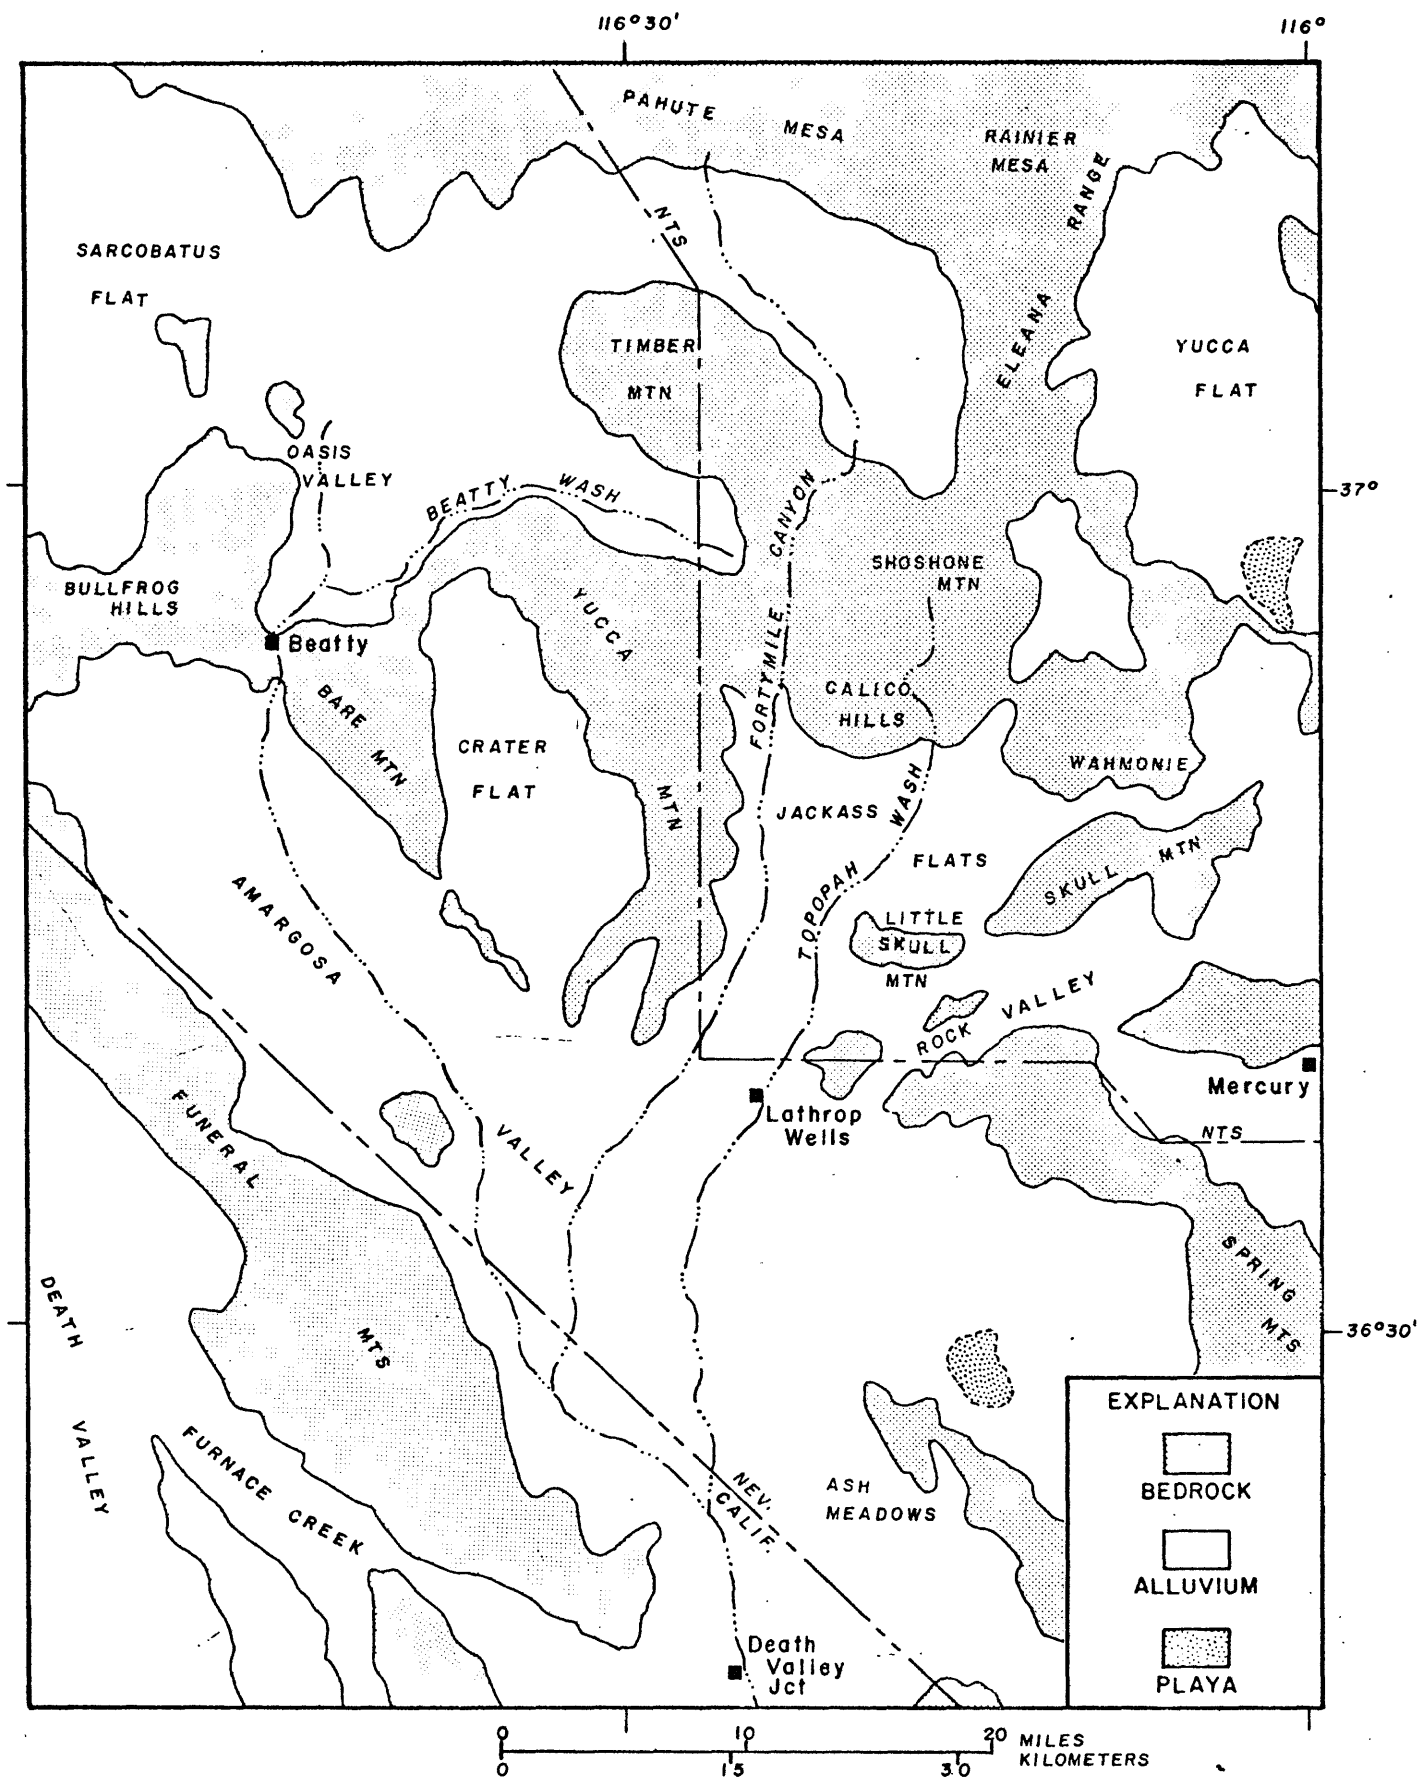 116°30'
116°
PAHUTE MESA
RAINIER
MESA
ELEANA RANGE
NTS
SARCOBATUS
FLAT
TIMBER
MTN
YUCCA
FLAT
OASIS
VALLEY
BEATTY WASH
37°
FORTYMILE CANYON
SHOSHONE
MTN
BULLFROG
HILLS
YUCCA MTN
Beatty
BARE MTN
CALICO
HILLS
CRATER
FLAT
WAHMONIE
JACKASS
FLATS
TOPOPAH WASH
SKULL MTN
AMARGOSA VALLEY
LITTLE
SKULL
MTN
ROCK VALLEY
Mercury
Lathrop
Wells
NTS
FUNERAL MTS
SPRING MTS
DEATH VALLEY
36°30'
FURNACE CREEK
NEV.
CALIF.
ASH
MEADOWS
EXPLANATION
BEDROCK
ALLUVIUM
PLAYA
Death
Valley
Jct
0 10 20 MILES
0 15 30 KILOMETERS